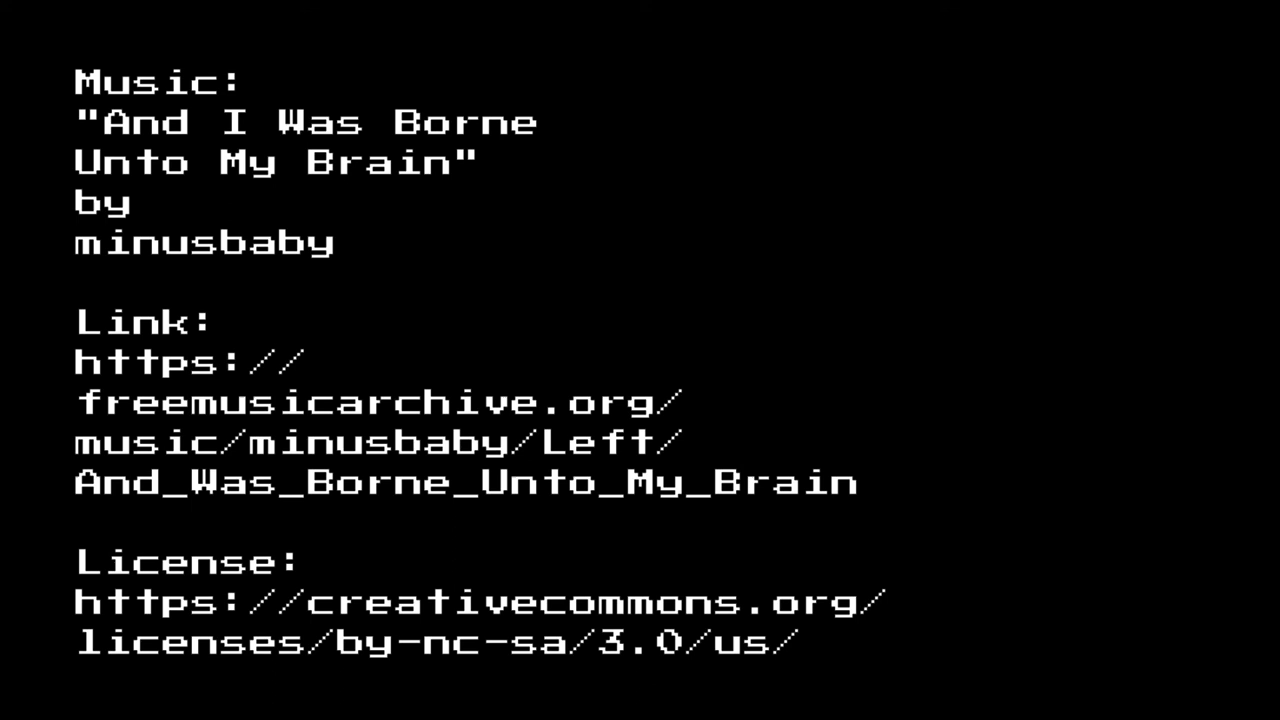 Music:
"And I Was Borne
Unto My Brain"
by
minusbaby
Link:
https://
freemusicarchive.org/
music/minusbaby/Left/
And_Was_Borne_Unto_My_Brain
License:
https://creativecommons.org/
licenses/by-nc-sa/3.0/us/